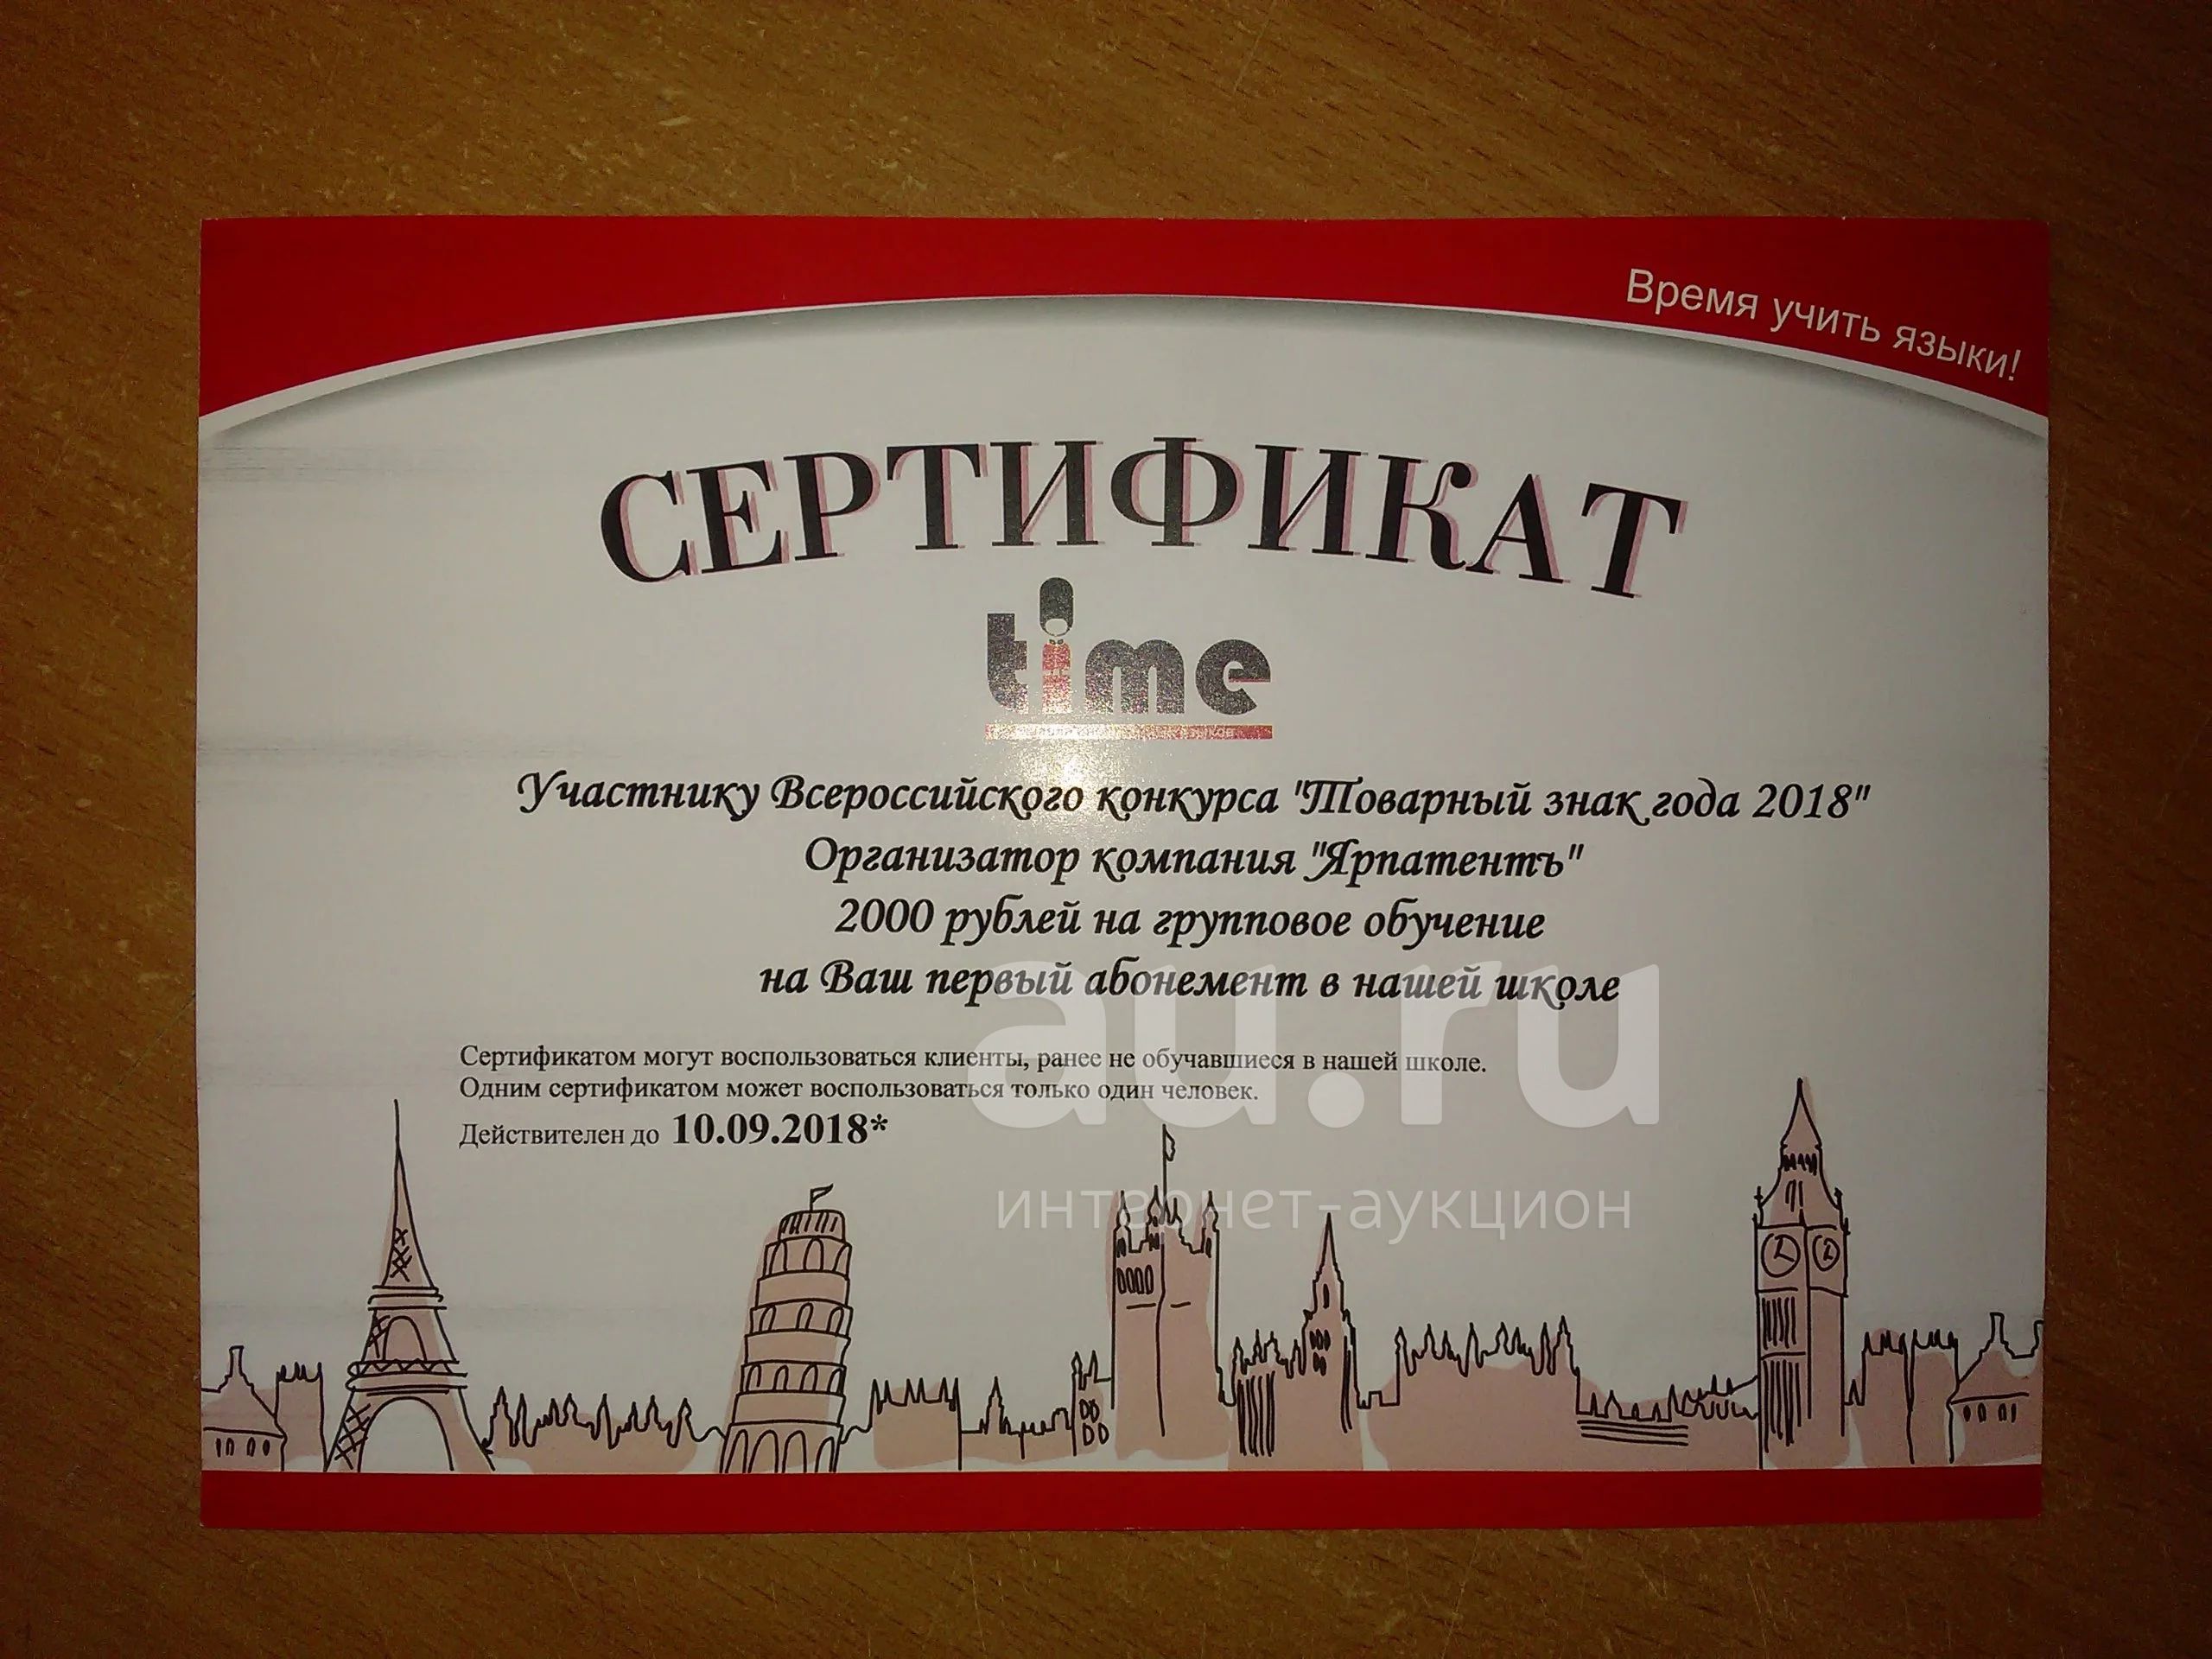 Время учить языки!
СЕРТИФИКАТ
time
языков
Участнику Всероссийского конкурса "Товарный знак года 2018"
Организатор компания "Ярпатентъ"
2000 рублей на групповое обучение
на Ваш первый абонемент в нашей школе
Сертификатом могут воспользоваться клиенты, ранее не обучавшиеся в нашей школе.
Одним сертификатом может воспользоваться только один человек.
Действителен до 10.09.2018*
au.ru
интернет-аукцион